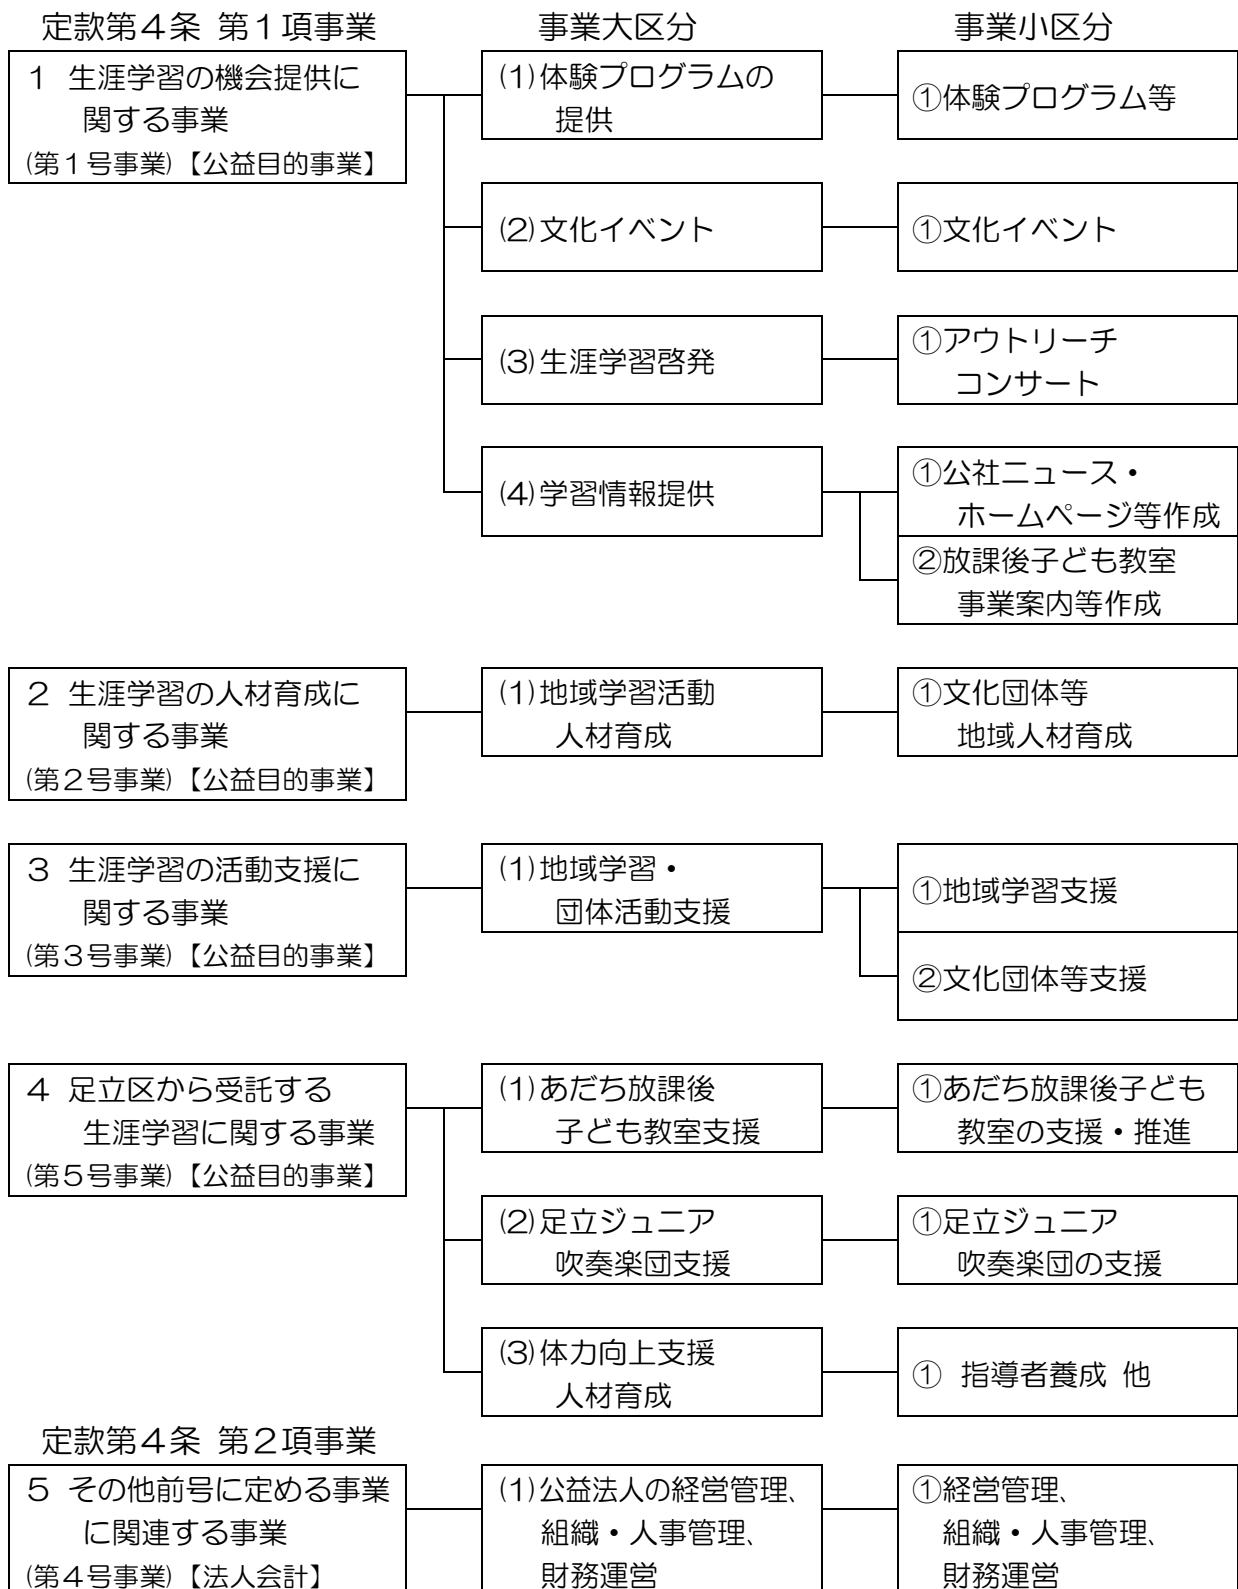 定款第４条 第１項事業
事業大区分
事業小区分
１ 生涯学習の機会提供に
関する事業
(第１号事業)【公益目的事業】
(1)体験プログラムの
提供
①体験プログラム等
(2)文化イベント
①文化イベント
(3)生涯学習啓発
①アウトリーチ
コンサート
(4)学習情報提供
①公社ニュース・
ホームページ等作成
②放課後子ども教室
事業案内等作成
２ 生涯学習の人材育成に
関する事業
(第２号事業)【公益目的事業】
(1)地域学習活動
人材育成
①文化団体等
地域人材育成
３ 生涯学習の活動支援に
関する事業
(第３号事業)【公益目的事業】
(1)地域学習・
団体活動支援
①地域学習支援
②文化団体等支援
４ 足立区から受託する
生涯学習に関する事業
(第５号事業)【公益目的事業】
(1)あだち放課後
子ども教室支援
①あだち放課後子ども
教室の支援・推進
(2)足立ジュニア
吹奏楽団支援
①足立ジュニア
吹奏楽団の支援
(3)体力向上支援
人材育成
① 指導者養成 他
定款第４条 第２項事業
５ その他前号に定める事業
に関連する事業
(第４号事業)【法人会計】
(1)公益法人の経営管理、
組織・人事管理、
財務運営
①経営管理、
組織・人事管理、
財務運営